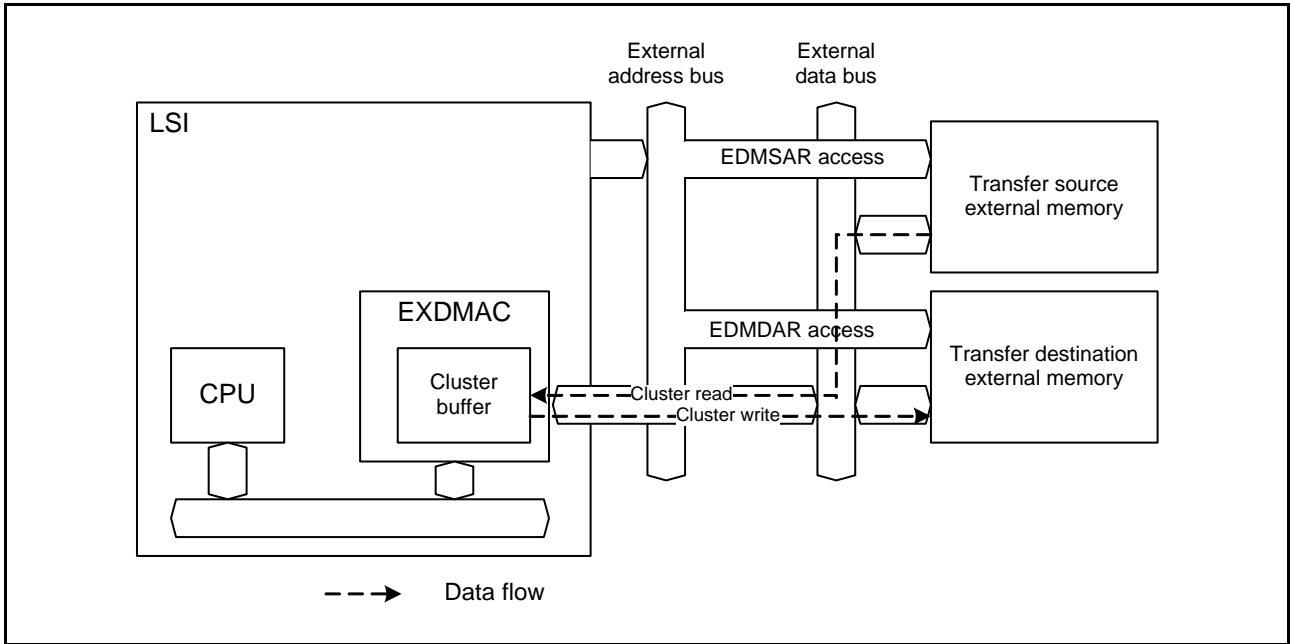 External
address bus
External
data bus
LSI
EDMSAR access
Transfer source
external memory
EXDMAC
EDMDAR access
Transfer destination
external memory
CPU
Cluster
buffer
Cluster read
Cluster write
Data flow